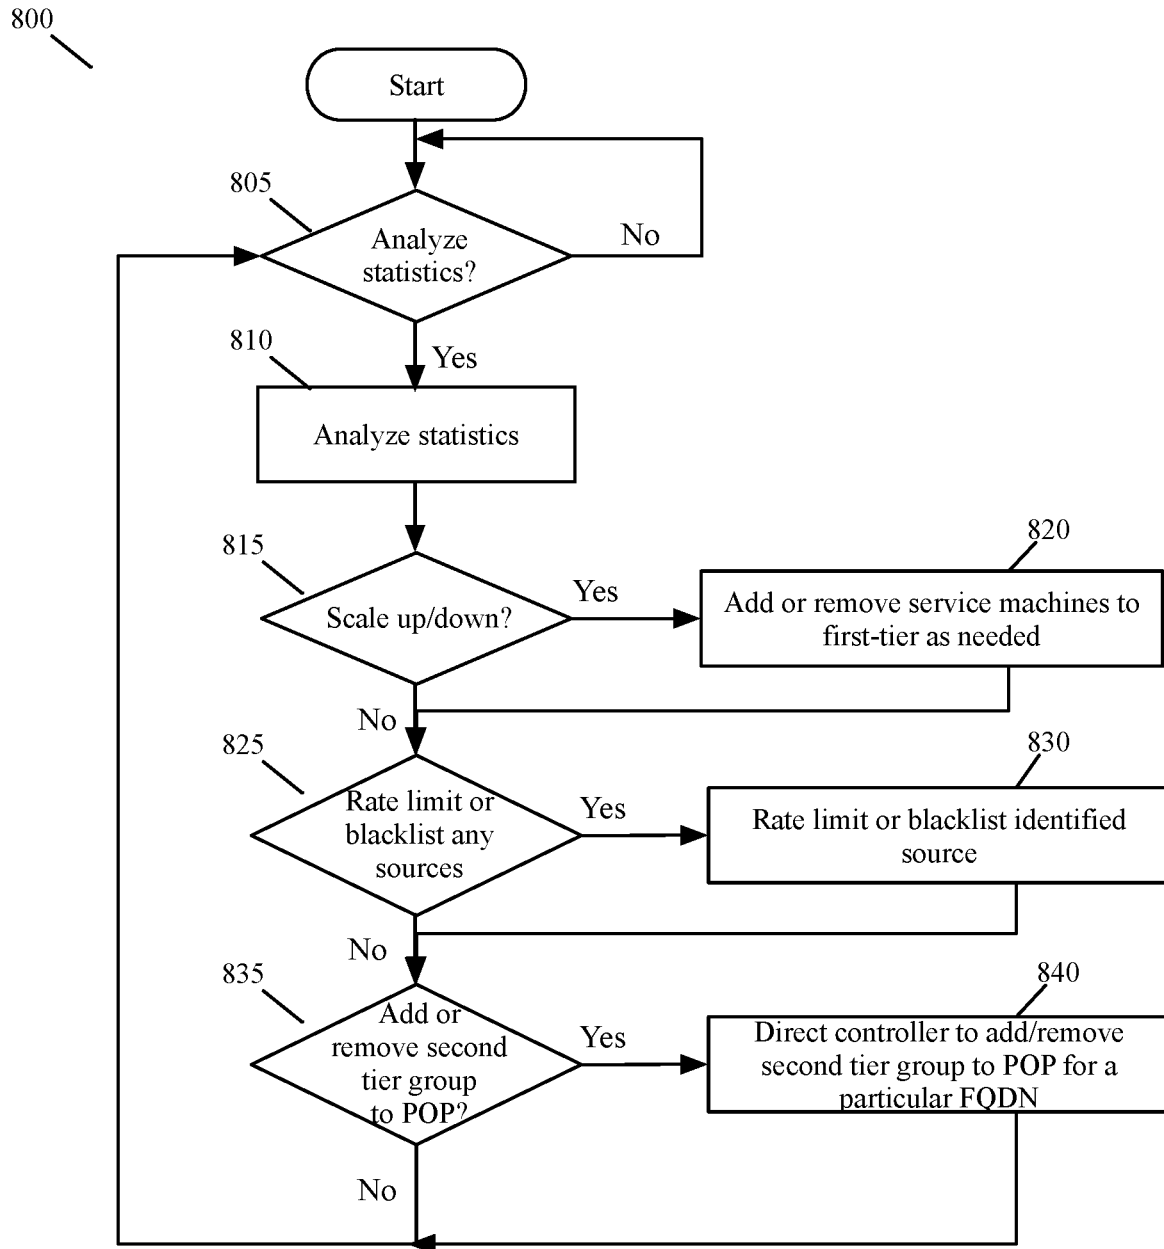 800
Start
805
Analyze
statistics?
No
810
Yes
Analyze statistics
815
Scale up/down?
Yes
820
Add or remove service machines to
first-tier as needed
No
825
Rate limit or
blacklist any
sources
Yes
830
Rate limit or blacklist identified
source
No
835
Add or
remove second
tier group
to POP?
Yes
840
Direct controller to add/remove
second tier group to POP for a
particular FQDN
No